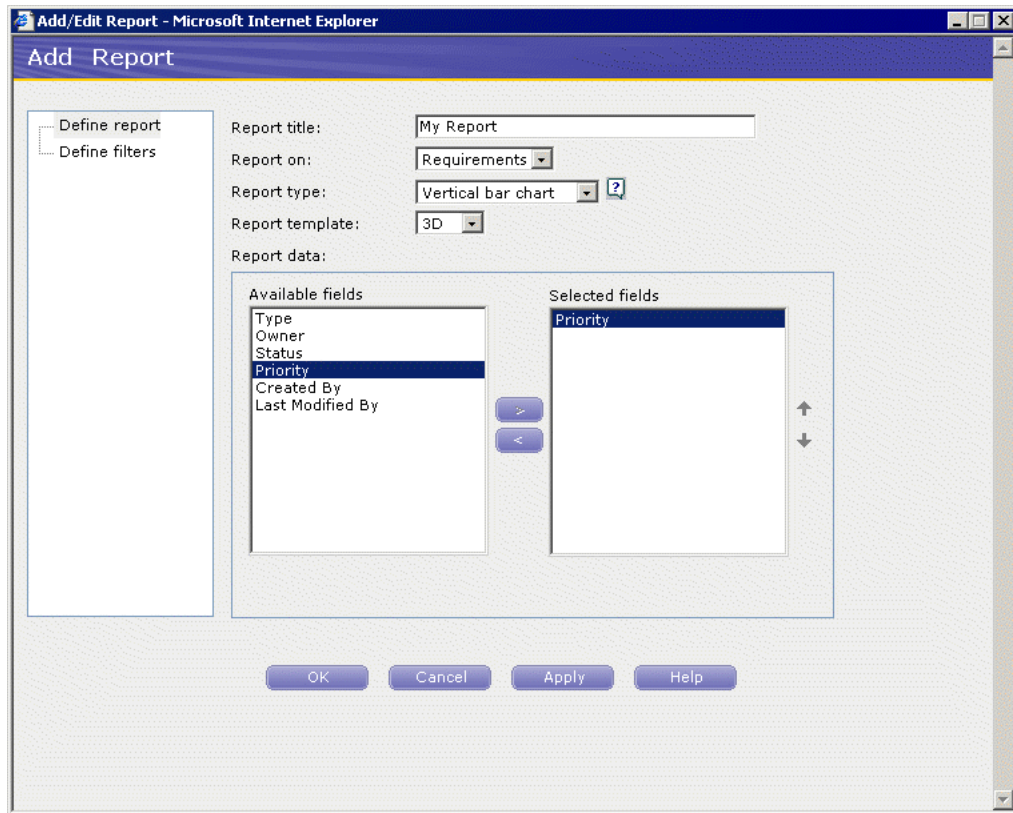 Add/Edit Report - Microsoft Internet Explorer
Add Report
Define report
Define filters
Report title: My Report
Report on: Requirements
Report type: Vertical bar chart ?
Report template: 3D
Report data:
Available fields
Type
Owner
Status
Priority
Created By
Last Modified By
>
<
Selected fields
Priority
OK Cancel Apply Help